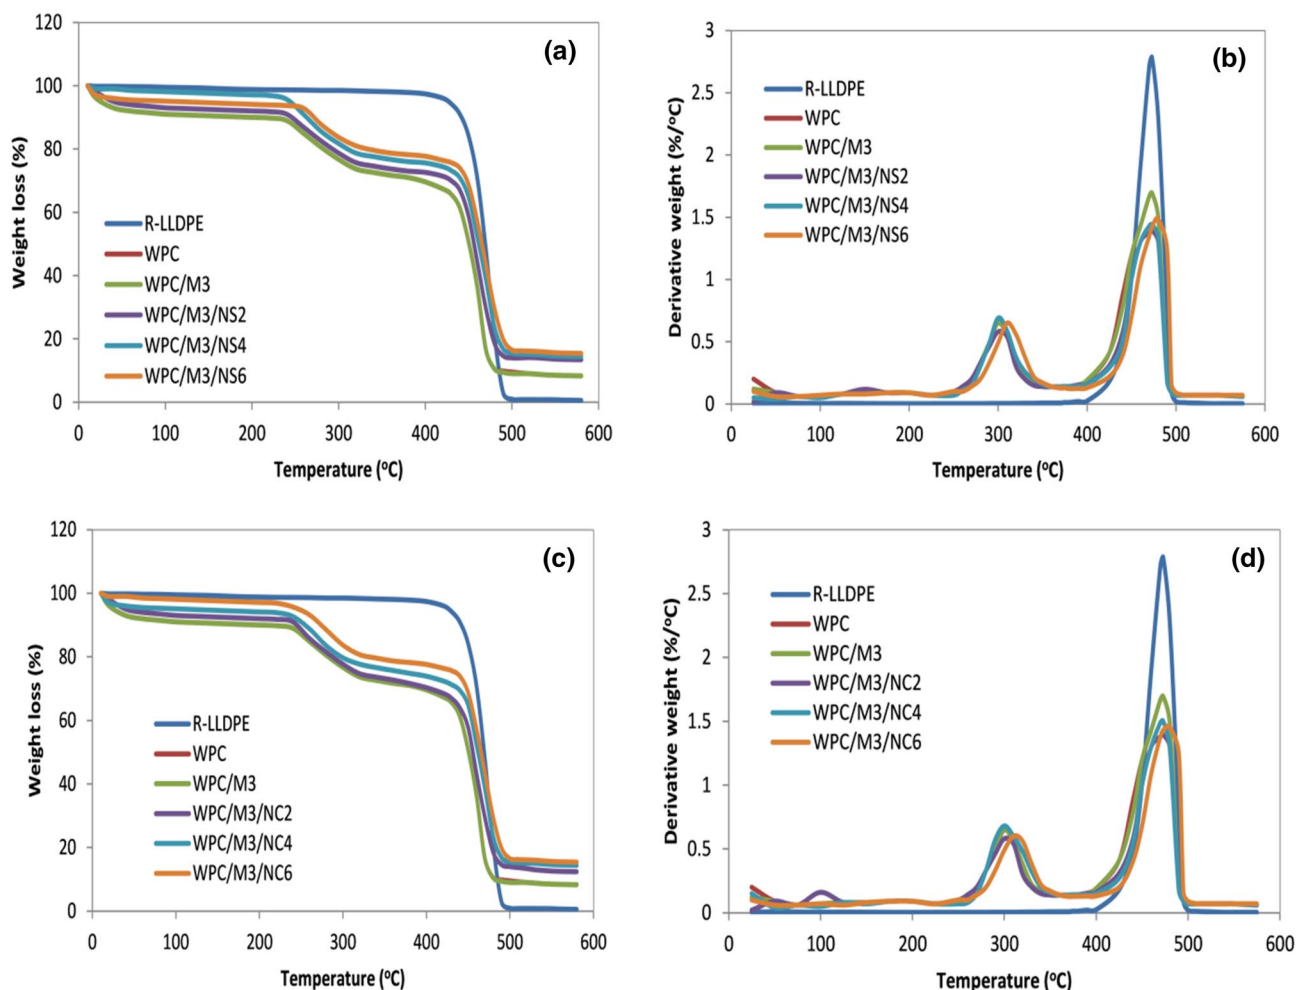 (a)
Weight loss (%)
120
100
80
60
40
20
0
R-LLDPE
WPC
WPC/M3
WPC/M3/NS2
WPC/M3/NS4
WPC/M3/NS6
0 100 200 300 400 500 600
Temperature (°C)
(b)
Derivative weight (%/°C)
3
2.5
2
1.5
1
0.5
0
R-LLDPE
WPC
WPC/M3
WPC/M3/NS2
WPC/M3/NS4
WPC/M3/NS6
0 100 200 300 400 500 600
Temperature (°C)
(c)
Weight loss (%)
120
100
80
60
40
20
0
R-LLDPE
WPC
WPC/M3
WPC/M3/NC2
WPC/M3/NC4
WPC/M3/NC6
0 100 200 300 400 500 600
Temperature (°C)
(d)
Derivative weight (%/°C)
3
2.5
2
1.5
1
0.5
0
R-LLDPE
WPC
WPC/M3
WPC/M3/NC2
WPC/M3/NC4
WPC/M3/NC6
0 100 200 300 400 500 600
Temperature (°C)